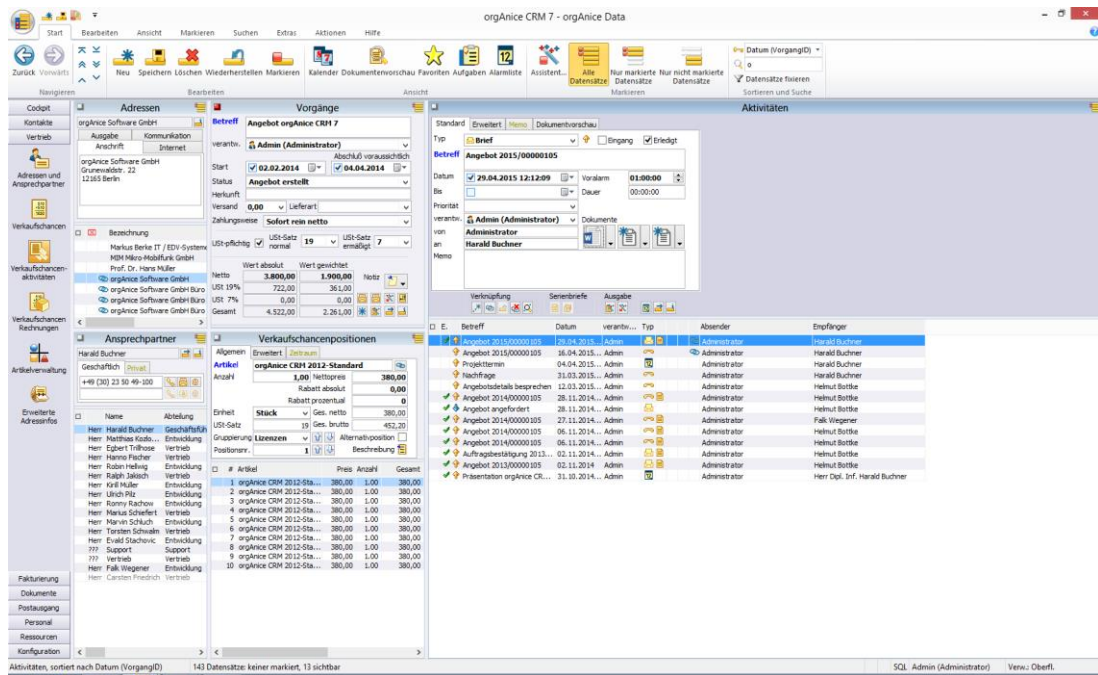 orgAnice CRM 7 - orgAnice Data
Start Bearbeiten Ansicht Markieren Suchen Extras Aktionen Hilfe
Zurück Vorwärts Neu Speichern Löschen Wiederherstellen Markieren Kalender Dokumentenvorschau Favoriten Aufgaben Alarmliste Assistent... Alle Datensätze Nur markierte Datensätze Nur nicht markierte Datensätze
Datum (VorgangID)
o
Datensätze fixieren
Navigieren Bearbeiten Ansicht Markieren Sortieren und Suche
Cockpit
Kontakte
Vertrieb
Adressen und Ansprechpartner
Verkaufschancen
Verkaufschancen-
aktivitäten
Verkaufschancen
Rechnungen
Artikelverwaltung
Erweiterte
Adressinfos
Fakturierung
Dokumente
Postausgang
Personal
Ressourcen
Konfiguration
Adressen
orgAnice Software GmbH
Ausgabe Kommunikation
Anschrift Internet
orgAnice Software GmbH
Grunewaldstr. 22
12165 Berlin
Bezeichnung
Markus Berke IT / EDV-Systeme
MIM Mikro-Mobilfunk GmbH
Prof. Dr. Hans Müller
orgAnice Software GmbH
orgAnice Software GmbH Büro
orgAnice Software GmbH Büro
orgAnice Software GmbH Büro
Ansprechpartner
Harald Buchner
Geschäftlich Privat
+49 (30) 23 50 49-100
Name Abteilung
Herr Harald Buchner Geschäftsfüh
Herr Matthias Kozlo... Entwicklung
Herr Egbert Trillhose Vertrieb
Herr Hanno Fischer Vertrieb
Herr Robin Hellwig Entwicklung
Herr Ralph Jakisch Vertrieb
Herr Kirill Müller Entwicklung
Herr Ulrich Pilz Entwicklung
Herr Ronny Rachow Entwicklung
Herr Marius Schiefert Vertrieb
Herr Marvin Schluch Entwicklung
Herr Torsten Schwalm Vertrieb
Herr Evald Stachovic Entwicklung
??? Support Support
??? Vertrieb Vertrieb
Herr Falk Wegener Entwicklung
Herr Carsten Friedrich Vertrieb
Vorgänge
Betreff Angebot orgAnice CRM 7
verantw. Admin (Administrator)
Abschluß voraussichtlich
Start 02.02.2014 04.04.2014
Status Angebot erstellt
Herkunft
Versand 0,00 Lieferart
Zahlungsweise Sofort rein netto
USt-pflichtig USt-Satz normal 19 USt-Satz ermäßigt 7
Wert absolut Wert gewichtet
Netto 3.800,00 1.900,00 Notiz
USt 19% 722,00 361,00
USt 7% 0,00 0,00
Gesamt 4.522,00 2.261,00
Verkaufschancenpositionen
Allgemein Erweitert Zeitraum
Artikel orgAnice CRM 2012-Standard
Anzahl 1,00 Nettopreis 380,00
Rabatt absolut 0,00
Rabatt prozentual 0
Einheit Stück Ges. netto 380,00
USt-Satz 19 Ges. brutto 452,20
Gruppierung Lizenzen Alternativposition
Positionsnr. 1 Beschreibung
# Artikel Preis Anzahl Gesamt
1 orgAnice CRM 2012-Sta... 380,00 1.00 380,00
2 orgAnice CRM 2012-Sta... 380,00 1.00 380,00
3 orgAnice CRM 2012-Sta... 380,00 1.00 380,00
4 orgAnice CRM 2012-Sta... 380,00 1.00 380,00
5 orgAnice CRM 2012-Sta... 380,00 1.00 380,00
6 orgAnice CRM 2012-Sta... 380,00 1.00 380,00
7 orgAnice CRM 2012-Sta... 380,00 1.00 380,00
8 orgAnice CRM 2012-Sta... 380,00 1.00 380,00
9 orgAnice CRM 2012-Sta... 380,00 1.00 380,00
10 orgAnice CRM 2012-Sta... 380,00 1.00 380,00
Aktivitäten
Standard Erweitert Memo Dokumentvorschau
Typ Brief Eingang Erledigt
Betreff Angebot 2015/00000105
Datum 29.04.2015 12:12:09 Voralarm 01:00:00
Bis Dauer 00:00:00
Priorität
verantw. Admin (Administrator) Dokumente
von Administrator
an Harald Buchner
Memo
Verknüpfung Serienbriefe Ausgabe
E. Betreff Datum verantw... Typ Absender Empfänger
Angebot 2015/00000105 29.04.2015... Admin Administrator Harald Buchner
Angebot 2015/00000105 16.04.2015... Admin Administrator Harald Buchner
Projekttermin 04.04.2015... Admin Administrator Harald Buchner
Nachfrage 31.03.2015... Admin Administrator Harald Buchner
Angebotsdetails besprechen 12.03.2015... Admin Administrator Helmut Bottke
Angebot 2014/00000105 28.11.2014... Admin Administrator Helmut Bottke
Angebot angefordert 28.11.2014... Admin Administrator Helmut Bottke
Angebot 2014/00000105 27.11.2014... Admin Administrator Falk Wegener
Angebot 2014/00000105 06.11.2014... Admin Administrator Helmut Bottke
Angebot 2014/00000105 06.11.2014... Admin Administrator Helmut Bottke
Auftragsbestätigung 2013... 02.11.2014... Admin Administrator Helmut Bottke
Angebot 2013/00000105 02.11.2014 Admin Administrator Helmut Bottke
Präsentation orgAnice CR... 31.10.2014... Admin Administrator Herr Dipl. Inf. Harald Buchner
Aktivitäten, sortiert nach Datum (VorgangID) 143 Datensätze: keiner markiert, 13 sichtbar SQL Admin (Administrator) Verw.: Oberfl.